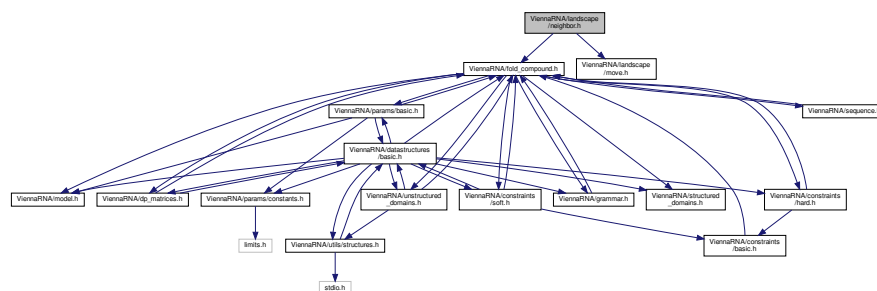 ViennaRNA/landscape
/neighbor.h
ViennaRNA/fold_compound.h
ViennaRNA/landscape
/move.h
ViennaRNA/params/basic.h
ViennaRNA/sequence.h
ViennaRNA/datastructures
/basic.h
ViennaRNA/model.h
ViennaRNA/dp_matrices.h
ViennaRNA/params/constants.h
ViennaRNA/unstructured
_domains.h
ViennaRNA/constraints
/soft.h
ViennaRNA/grammar.h
ViennaRNA/structured
_domains.h
ViennaRNA/constraints
/hard.h
limits.h
ViennaRNA/utils/structures.h
ViennaRNA/constraints
/basic.h
stdio.h